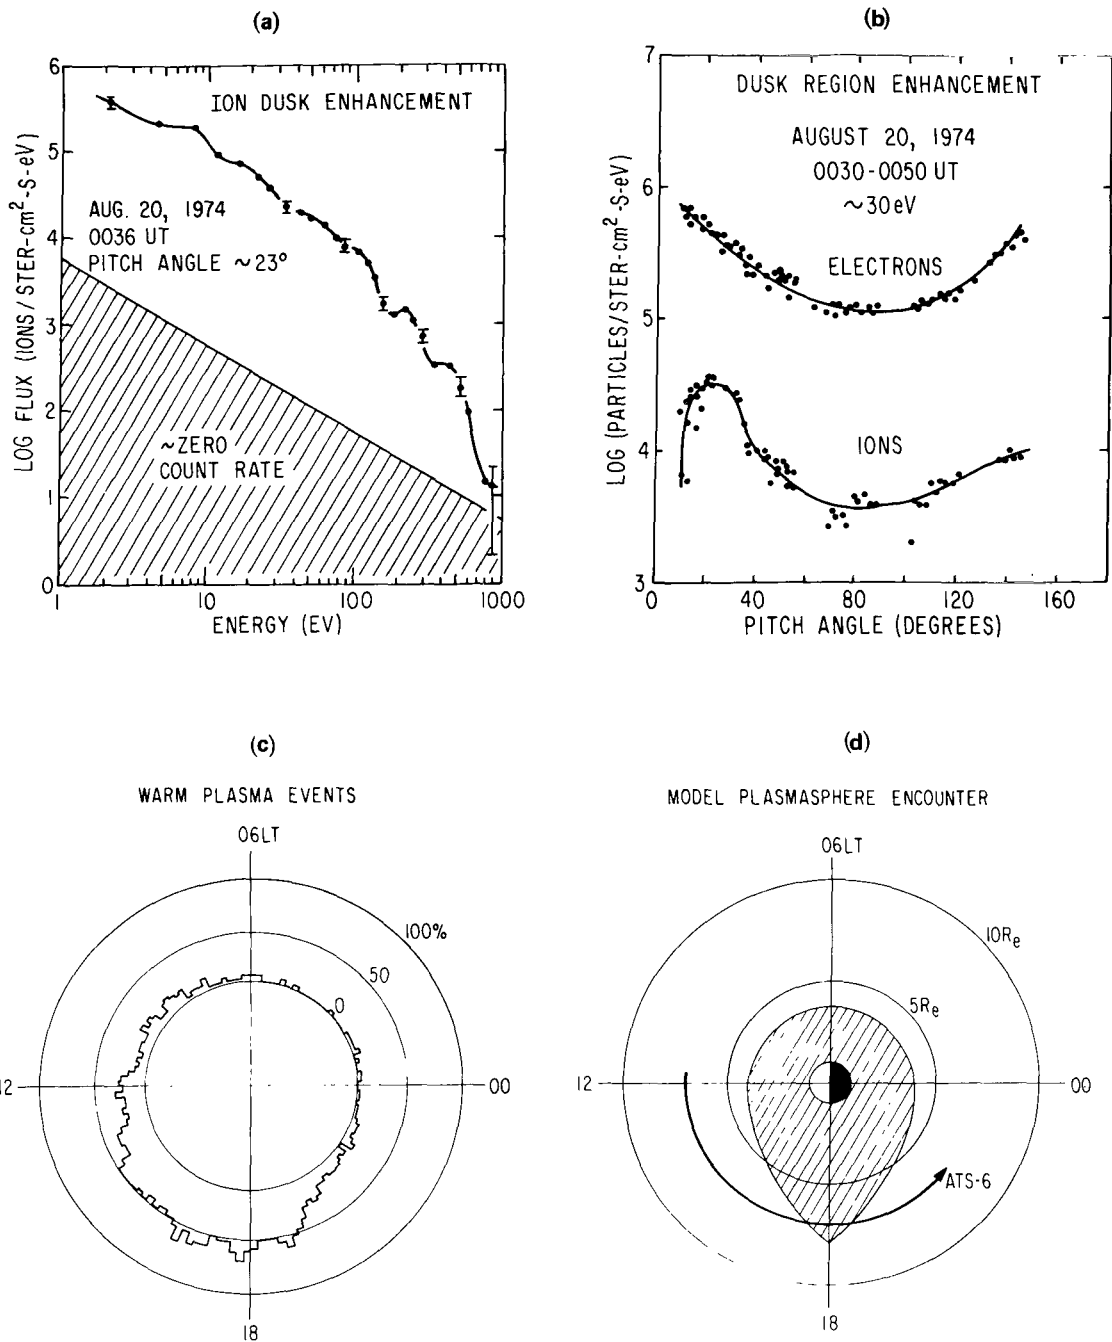 (a)
6
5
4
3
2
1
0
LOG FLUX (IONS/STER-cm²-S-eV)
ION DUSK ENHANCEMENT
AUG. 20, 1974
0036 UT
PITCH ANGLE ~23°
~ZERO
COUNT RATE
1 10 100 1000
ENERGY (EV)
(b)
7
6
5
4
3
LOG (PARTICLES/STER-cm²-S-eV)
DUSK REGION ENHANCEMENT
AUGUST 20, 1974
0030-0050 UT
~30 eV
ELECTRONS
IONS
0 40 80 120 160
PITCH ANGLE (DEGREES)
(c)
WARM PLASMA EVENTS
06LT
100%
50
0
12
00
18
(d)
MODEL PLASMASPHERE ENCOUNTER
06LT
10Re
5Re
12
00
ATS-6
18